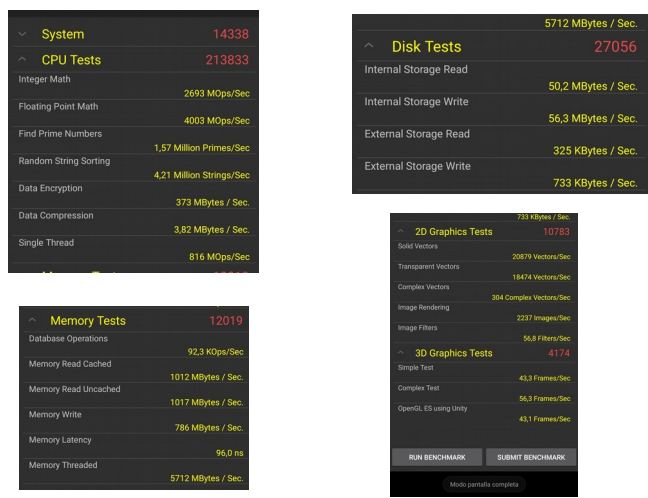 System 14338
CPU Tests 213833
Integer Math
2693 MOps/Sec
Floating Point Math
4003 MOps/Sec
Find Prime Numbers
1,57 Million Primes/Sec
Random String Sorting
4,21 Million Strings/Sec
Data Encryption
373 MBytes / Sec.
Data Compression
3,82 MBytes / Sec.
Single Thread
816 MOps/Sec
5712 MBytes / Sec.
Disk Tests 27056
Internal Storage Read
50,2 MBytes / Sec.
Internal Storage Write
56,3 MBytes / Sec.
External Storage Read
325 KBytes / Sec.
External Storage Write
733 KBytes / Sec.
Memory Tests 12019
Database Operations
92,3 KOps/Sec
Memory Read Cached
1012 MBytes / Sec.
Memory Read Uncached
1017 MBytes / Sec.
Memory Write
786 MBytes / Sec.
Memory Latency
96,0 ns
Memory Threaded
5712 MBytes / Sec.
733 KBytes / Sec.
2D Graphics Tests 10783
Solid Vectors
20879 Vectors/Sec
Transparent Vectors
18474 Vectors/Sec
Complex Vectors
304 Complex Vectors/Sec
Image Rendering
2237 Images/Sec
Image Filters
56,8 Filters/Sec
3D Graphics Tests 4174
Simple Test
43,3 Frames/Sec
Complex Test
56,3 Frames/Sec
OpenGL ES using Unity
43,1 Frames/Sec
RUN BENCHMARK SUBMIT BENCHMARK
Modo pantalla completa